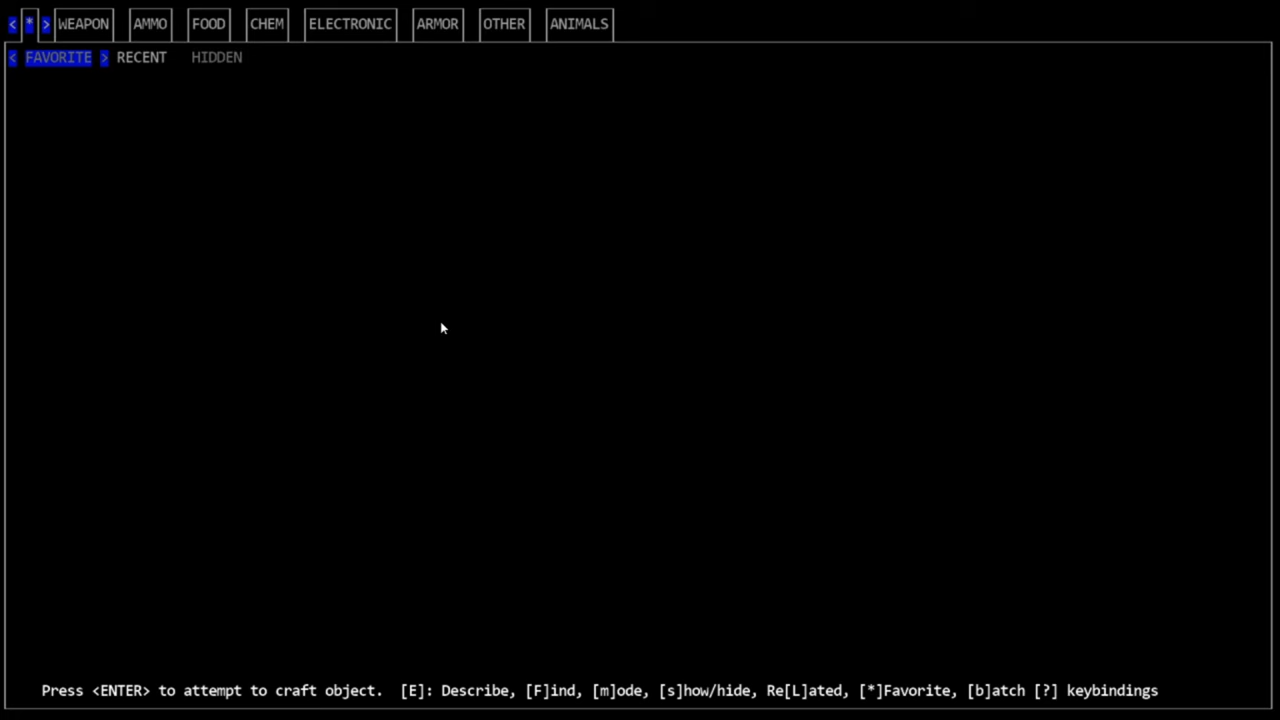 < * > WEAPON AMMO FOOD CHEM ELECTRONIC ARMOR OTHER ANIMALS
< FAVORITE > RECENT HIDDEN
Press <ENTER> to attempt to craft object. [E]: Describe, [F]ind, [m]ode, [s]how/hide, Re[L]ated, [*]Favorite, [b]atch [?] keybindings